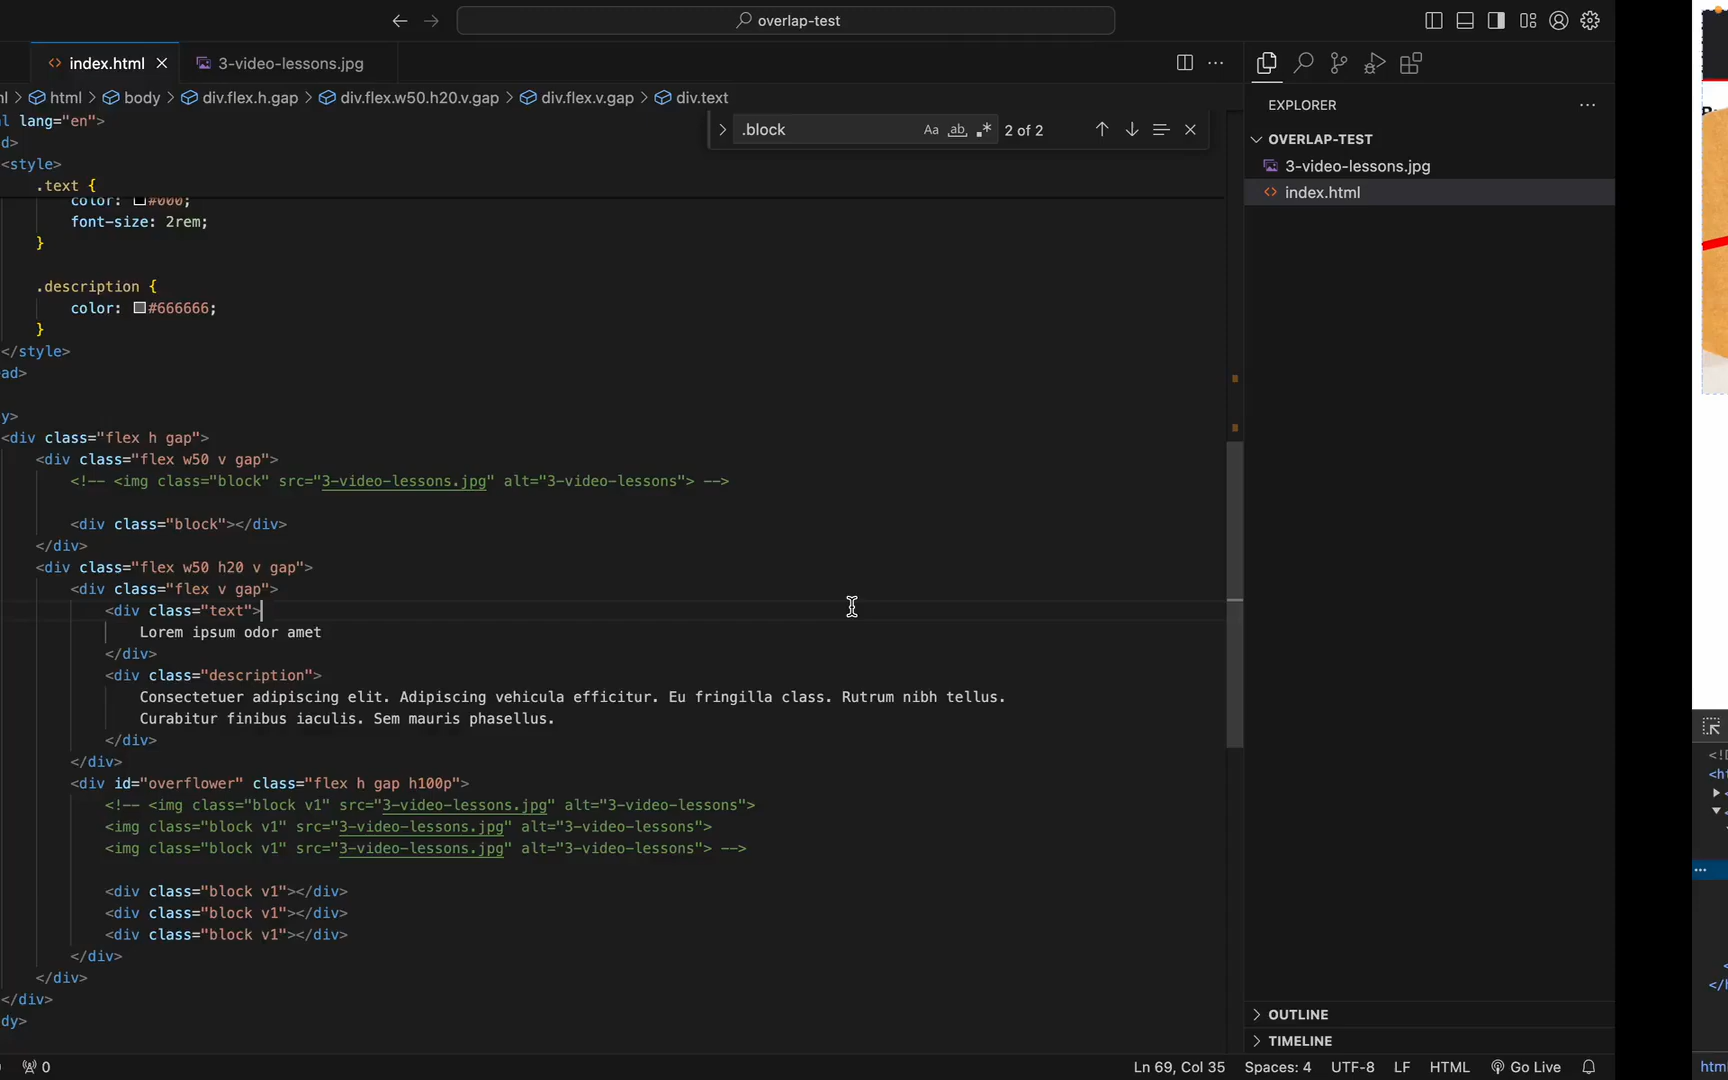 overlap-test
index.html
3-video-lessons.jpg
html
body
div.flex.h.gap
div.flex.w50.h20.v.gap
div.flex.v.gap
div.text
.block
Aa
ab
2 of 2
l lang="en">
d>
<style>
.text {
color: #000;
font-size: 2rem;
}
.description {
color: #666666;
}
</style>
ad>
y>
<div class="flex h gap">
<div class="flex w50 v gap">
<!-- <img class="block" src="3-video-lessons.jpg" alt="3-video-lessons"> -->
<div class="block"></div>
</div>
<div class="flex w50 h20 v gap">
<div class="flex v gap">
<div class="text">
Lorem ipsum odor amet
</div>
<div class="description">
Consectetuer adipiscing elit. Adipiscing vehicula efficitur. Eu fringilla class. Rutrum nibh tellus.
Curabitur finibus iaculis. Sem mauris phasellus.
</div>
</div>
<div id="overflower" class="flex h gap h100p">
<!-- <img class="block v1" src="3-video-lessons.jpg" alt="3-video-lessons">
<img class="block v1" src="3-video-lessons.jpg" alt="3-video-lessons">
<img class="block v1" src="3-video-lessons.jpg" alt="3-video-lessons"> -->
<div class="block v1"></div>
<div class="block v1"></div>
<div class="block v1"></div>
</div>
</div>
</div>
dy>
EXPLORER
OVERLAP-TEST
3-video-lessons.jpg
index.html
OUTLINE
TIMELINE
0
Ln 69, Col 35
Spaces: 4
UTF-8
LF
HTML
Go Live
<!
<h
</
htm